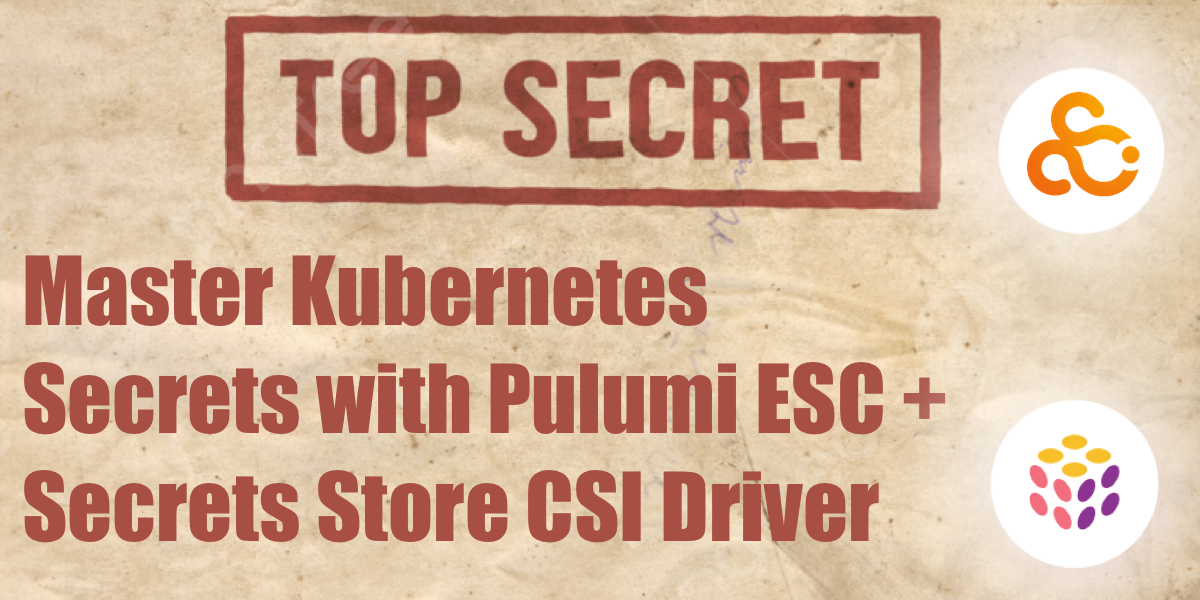 TOP SECRET
Master Kubernetes
Secrets with Pulumi ESC +
Secrets Store CSI Driver